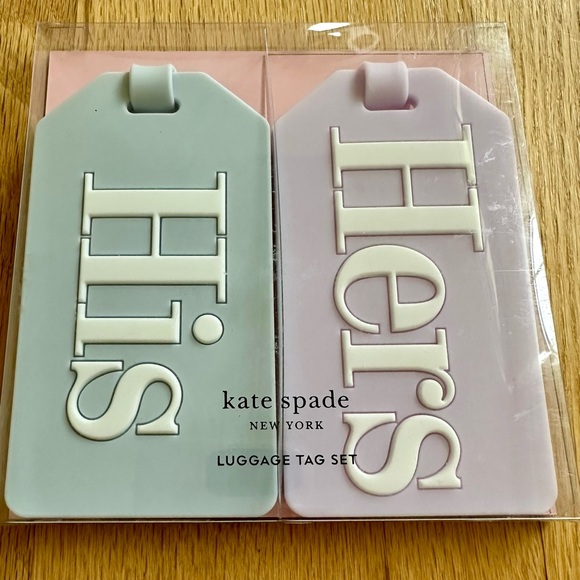 His
Hers
kate spade
NEW YORK
LUGGAGE TAG SET